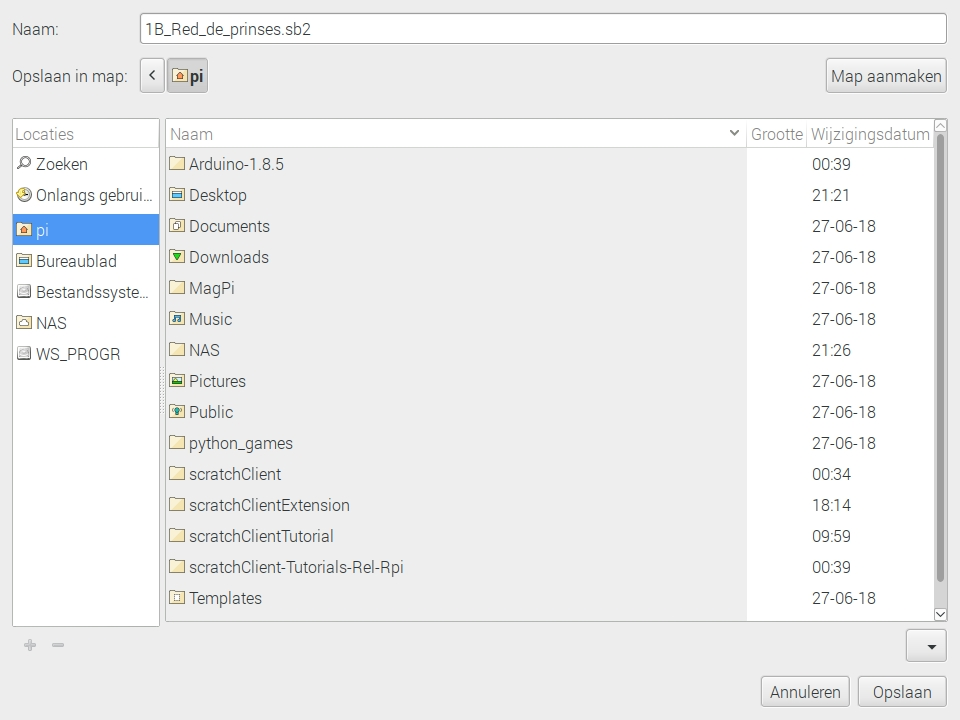 Naam: 1B_Red_de_prinses.sb2
Opslaan in map: pi Map aanmaken
Locaties
Zoeken
Onlangs gebrui...
pi
Bureaublad
Bestandssyste...
NAS
WS_PROGR
Naam Grootte Wijzigingsdatum
Arduino-1.8.5 00:39
Desktop 21:21
Documents 27-06-18
Downloads 27-06-18
MagPi 27-06-18
Music 27-06-18
NAS 21:26
Pictures 27-06-18
Public 27-06-18
python_games 27-06-18
scratchClient 00:34
scratchClientExtension 18:14
scratchClientTutorial 09:59
scratchClient-Tutorials-Rel-Rpi 00:39
Templates 27-06-18
Annuleren Opslaan